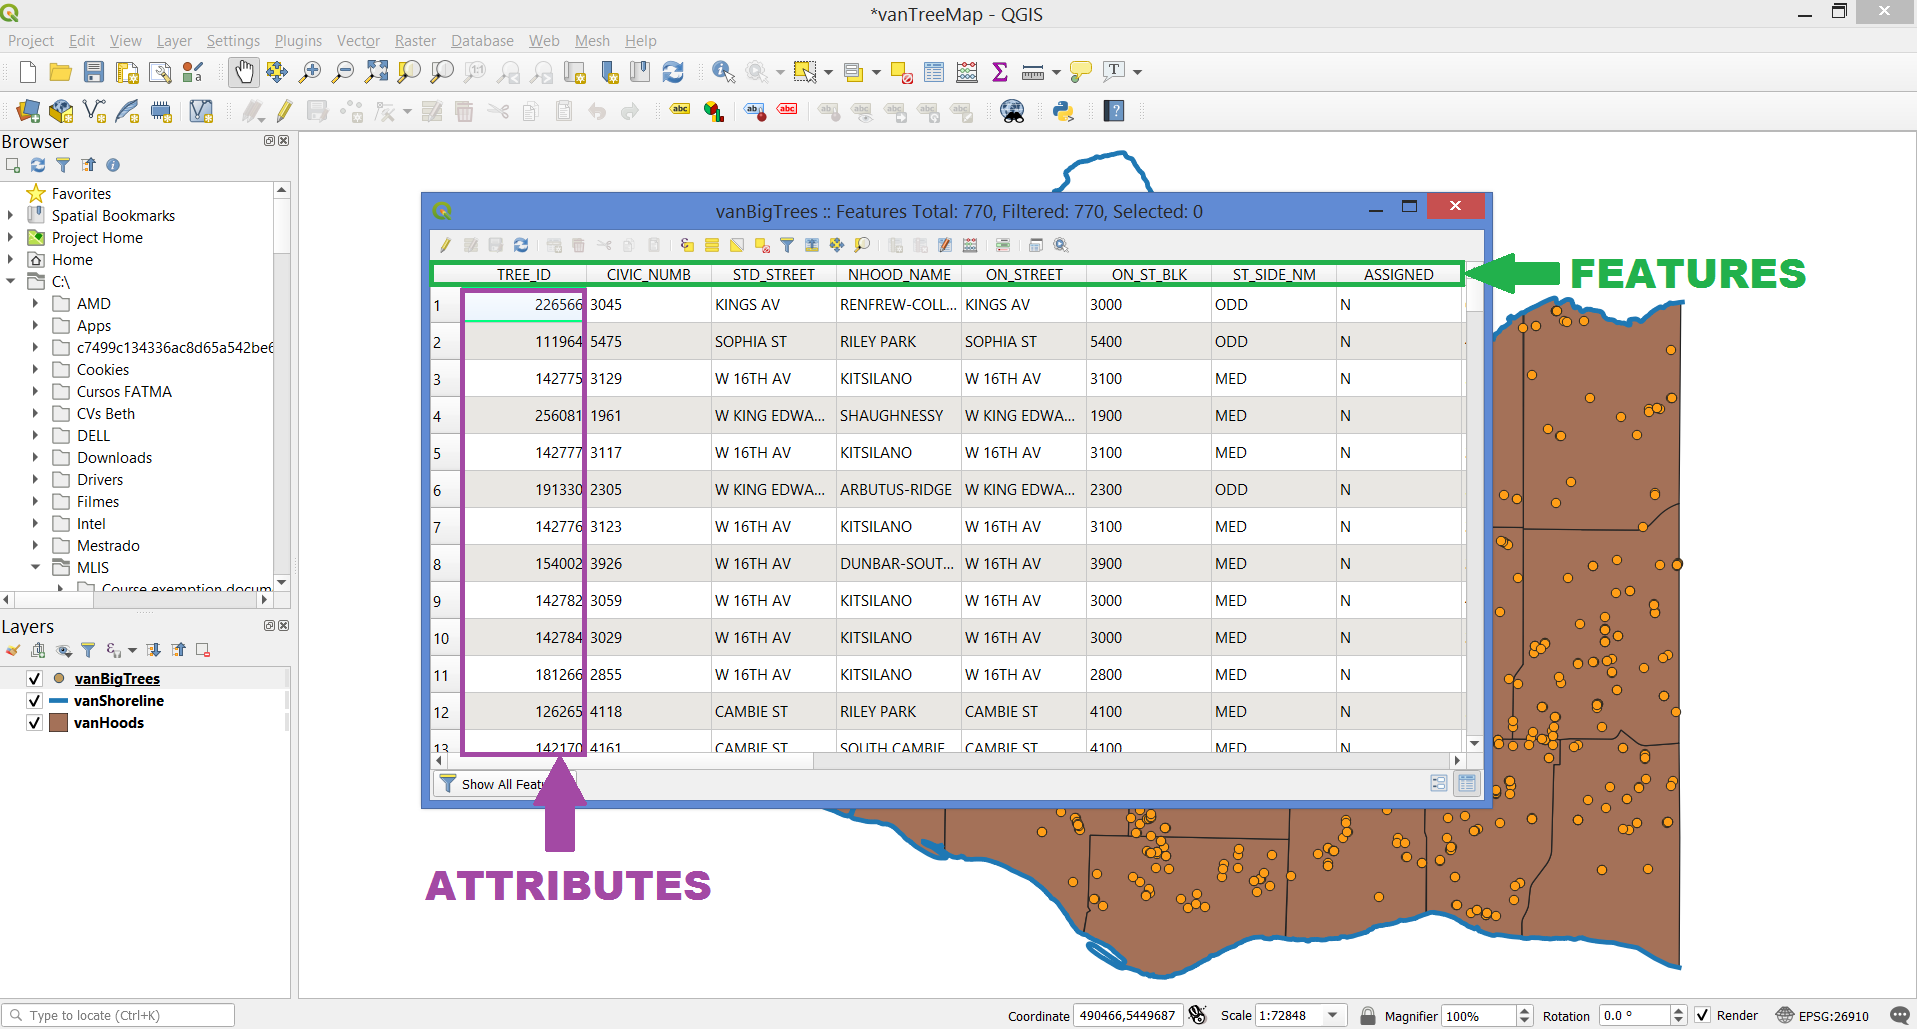 *vanTreeMap - QGIS
Project Edit View Layer Settings Plugins Vector Raster Database Web Mesh Help
Browser
Favorites
Spatial Bookmarks
Project Home
Home
C:\
AMD
Apps
c7499c134336ac8d65a542be6
Cookies
Cursos FATMA
CVs Beth
DELL
Downloads
Drivers
Filmes
Intel
Mestrado
MLIS
Course exemption docum
Layers
vanBigTrees
vanShoreline
vanHoods
vanBigTrees :: Features Total: 770, Filtered: 770, Selected: 0
TREE_ID CIVIC_NUMB STD_STREET NHOOD_NAME ON_STREET ON_ST_BLK ST_SIDE_NM ASSIGNED
1 226566 3045 KINGS AV RENFREW-COLL... KINGS AV 3000 ODD N
2 111964 5475 SOPHIA ST RILEY PARK SOPHIA ST 5400 ODD N
3 142775 3129 W 16TH AV KITSILANO W 16TH AV 3100 MED N
4 256081 1961 W KING EDWA... SHAUGHNESSY W KING EDWA... 1900 MED N
5 142777 3117 W 16TH AV KITSILANO W 16TH AV 3100 MED N
6 191330 2305 W KING EDWA... ARBUTUS-RIDGE W KING EDWA... 2300 ODD N
7 142776 3123 W 16TH AV KITSILANO W 16TH AV 3100 MED N
8 154002 3926 W 16TH AV DUNBAR-SOUT... W 16TH AV 3900 MED N
9 142782 3059 W 16TH AV KITSILANO W 16TH AV 3000 MED N
10 142784 3029 W 16TH AV KITSILANO W 16TH AV 3000 MED N
11 181266 2855 W 16TH AV KITSILANO W 16TH AV 2800 MED N
12 126265 4118 CAMBIE ST RILEY PARK CAMBIE ST 4100 MED N
13 142170 4161 CAMBIE ST SOUTH CAMBIE CAMBIE ST 4100 MED N
Show All Featu
FEATURES
ATTRIBUTES
Type to locate (Ctrl+K)
Coordinate 490466,5449687 Scale 1:72848 Magnifier 100% Rotation 0.0 ° Render EPSG:26910